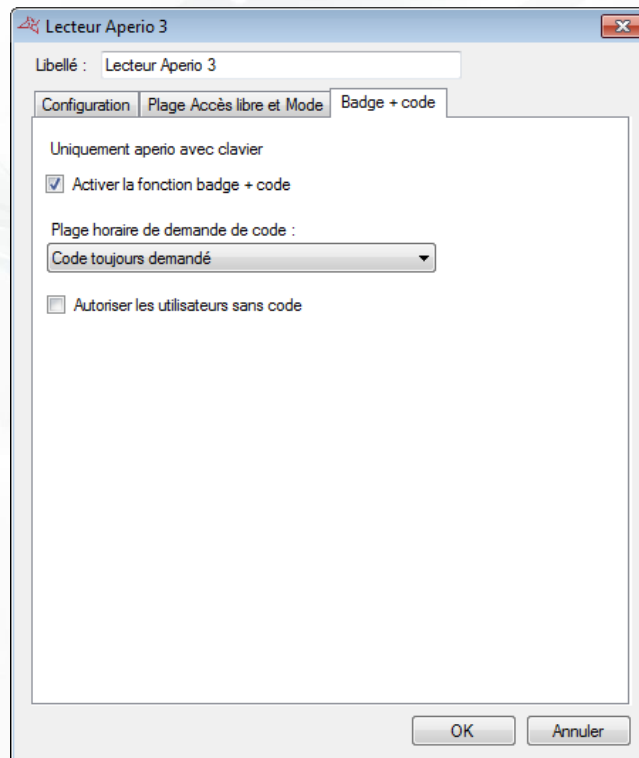 Lecteur Aperio 3
Libellé : Lecteur Aperio 3
Configuration Plage Accès libre et Mode Badge + code
Uniquement aperio avec clavier
Activer la fonction badge + code
Plage horaire de demande de code :
Code toujours demandé
Autoriser les utilisateurs sans code
OK Annuler